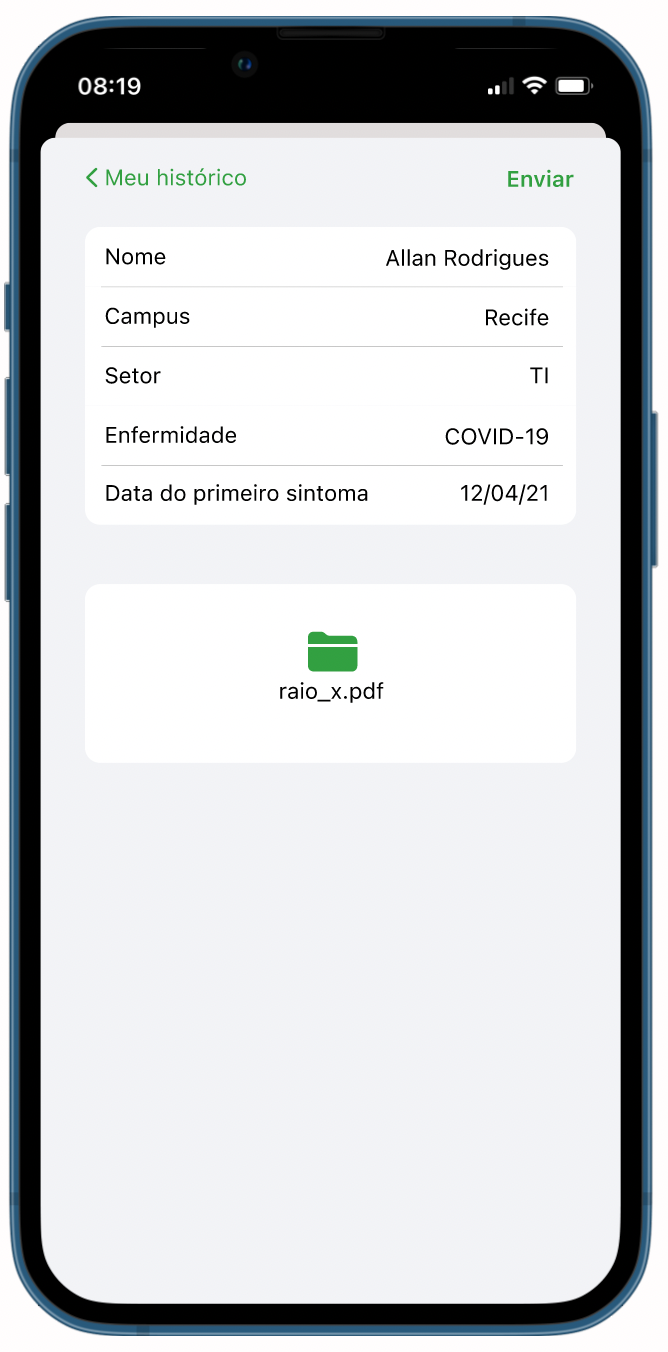 08:19
Meu histórico Enviar
Nome Allan Rodrigues
Campus Recife
Setor TI
Enfermidade COVID-19
Data do primeiro sintoma 12/04/21
raio_x.pdf